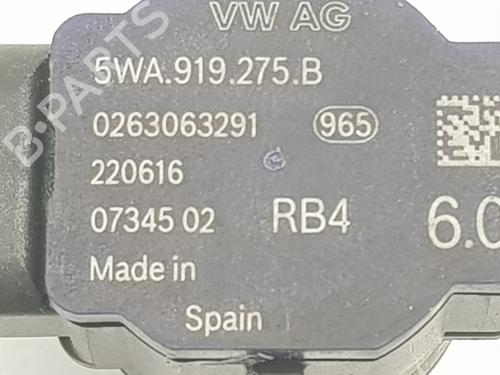 VW AG
5WA.919.275.B
0263063291 965
220616
07345 02 RB4 6.0
Made in
Spain
B-PARTS